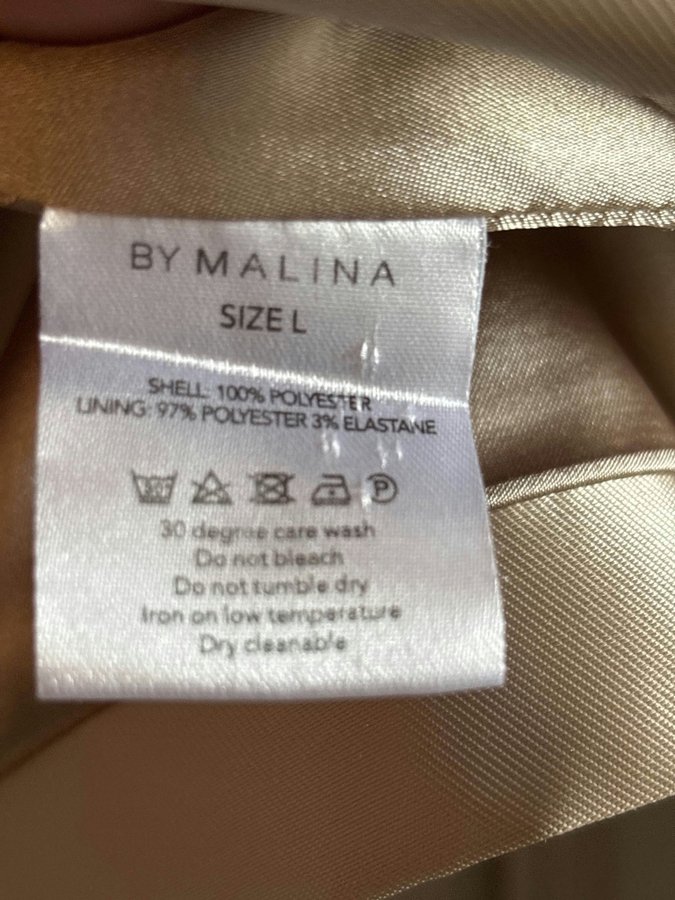 BY MALINA
SIZE L
SHELL: 100% POLYESTER
LINING: 97% POLYESTER 3% ELASTANE
30 P
30 degree care wash
Do not bleach
Do not tumble dry
Iron on low temperature
Dry cleanable